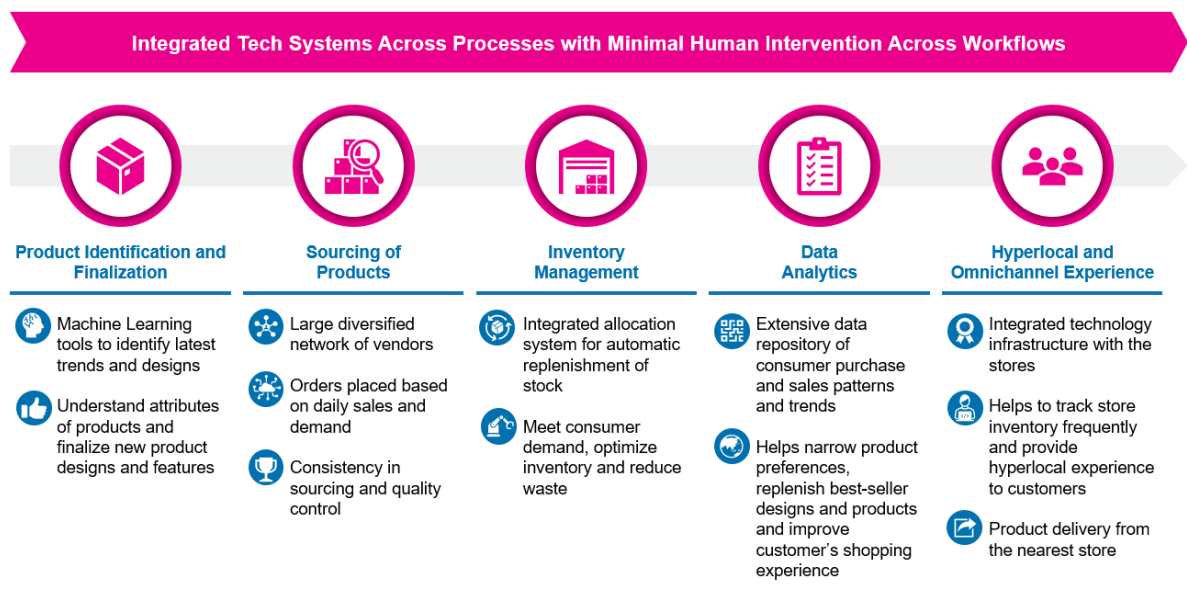 Integrated Tech Systems Across Processes with Minimal Human Intervention Across Workflows
Product Identification and
Finalization
Machine Learning
tools to identify latest
trends and designs
Understand attributes
of products and
finalize new product
designs and features
Sourcing of
Products
Large diversified
network of vendors
Orders placed based
on daily sales and
demand
Consistency in
sourcing and quality
control
Inventory
Management
Integrated allocation
system for automatic
replenishment of
stock
Meet consumer
demand, optimize
inventory and reduce
waste
Data
Analytics
Extensive data
repository of
consumer purchase
and sales patterns
and trends
Helps narrow product
preferences,
replenish best-seller
designs and products
and improve
customer’s shopping
experience
Hyperlocal and
Omnichannel Experience
Integrated technology
infrastructure with the
stores
Helps to track store
inventory frequently
and provide
hyperlocal experience
to customers
Product delivery from
the nearest store